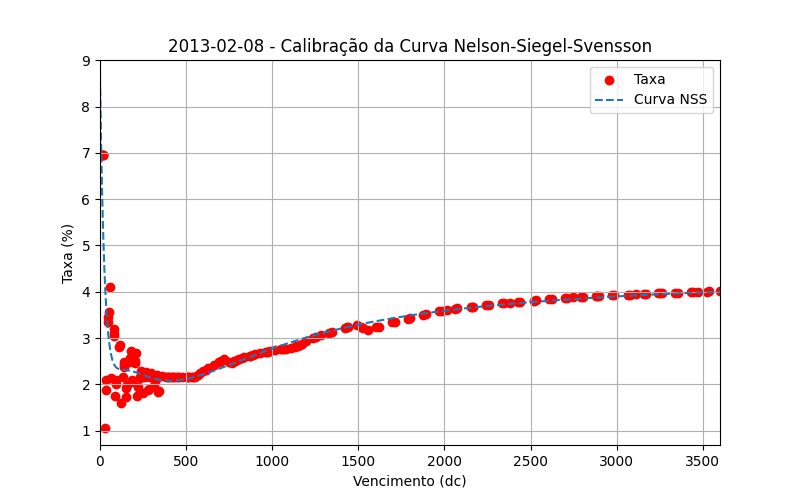 2013-02-08 - Calibração da Curva Nelson-Siegel-Svensson
Taxa
Curva NSS
Taxa (%)
9
8
7
6
5
4
3
2
1
0 500 1000 1500 2000 2500 3000 3500
Vencimento (dc)